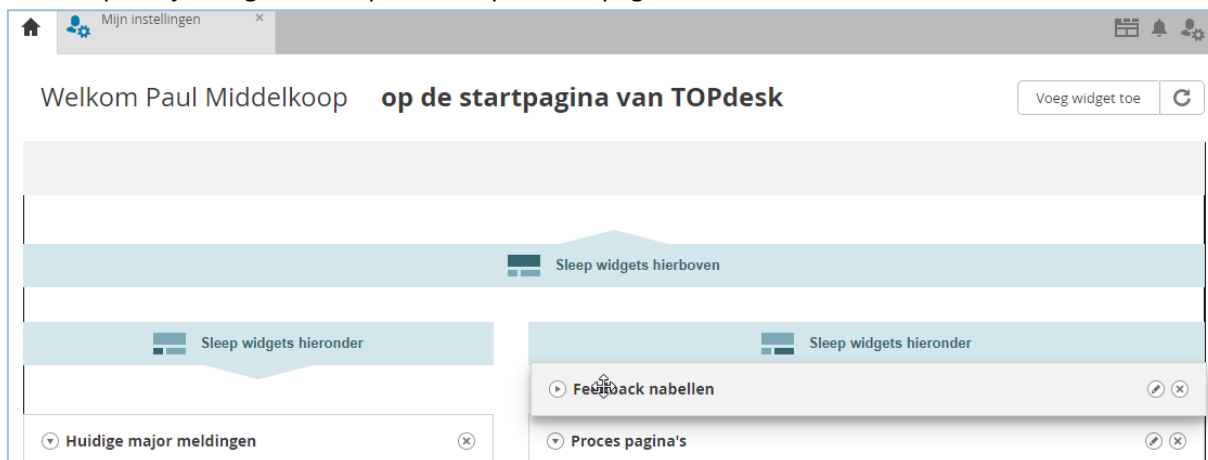 Mijn instellingen
Welkom Paul Middelkoop op de startpagina van TOPdesk
Voeg widget toe
Sleep widgets hierboven
Sleep widgets hieronder
Sleep widgets hieronder
Feedback nabellen
Huidige major meldingen
Proces pagina's